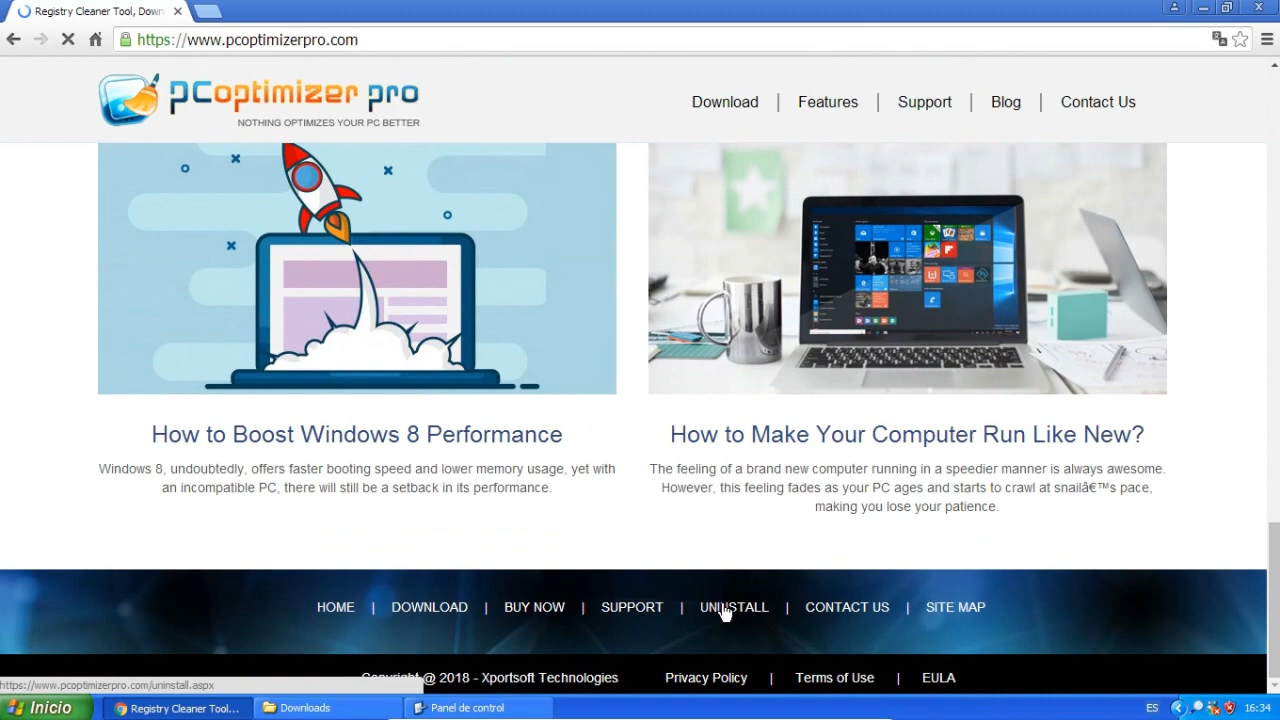 Registry Cleaner Tool, Down
https://www.pcoptimizerpro.com
PCoptimizer pro
NOTHING OPTIMIZES YOUR PC BETTER
Download | Features | Support | Blog | Contact Us
How to Boost Windows 8 Performance
Windows 8, undoubtedly, offers faster booting speed and lower memory usage, yet with
an incompatible PC, there will still be a setback in its performance.
How to Make Your Computer Run Like New?
The feeling of a brand new computer running in a speedier manner is always awesome.
However, this feeling fades as your PC ages and starts to crawl at snailâ€™s pace,
making you lose your patience.
HOME | DOWNLOAD | BUY NOW | SUPPORT | UNINSTALL | CONTACT US | SITE MAP
Copyright @ 2018 - Xportsoft Technologies Privacy Policy | Terms of Use | EULA
https://www.pcoptimizerpro.com/uninstall.aspx
Inicio Registry Cleaner Tool... Downloads Panel de control ES 16:34